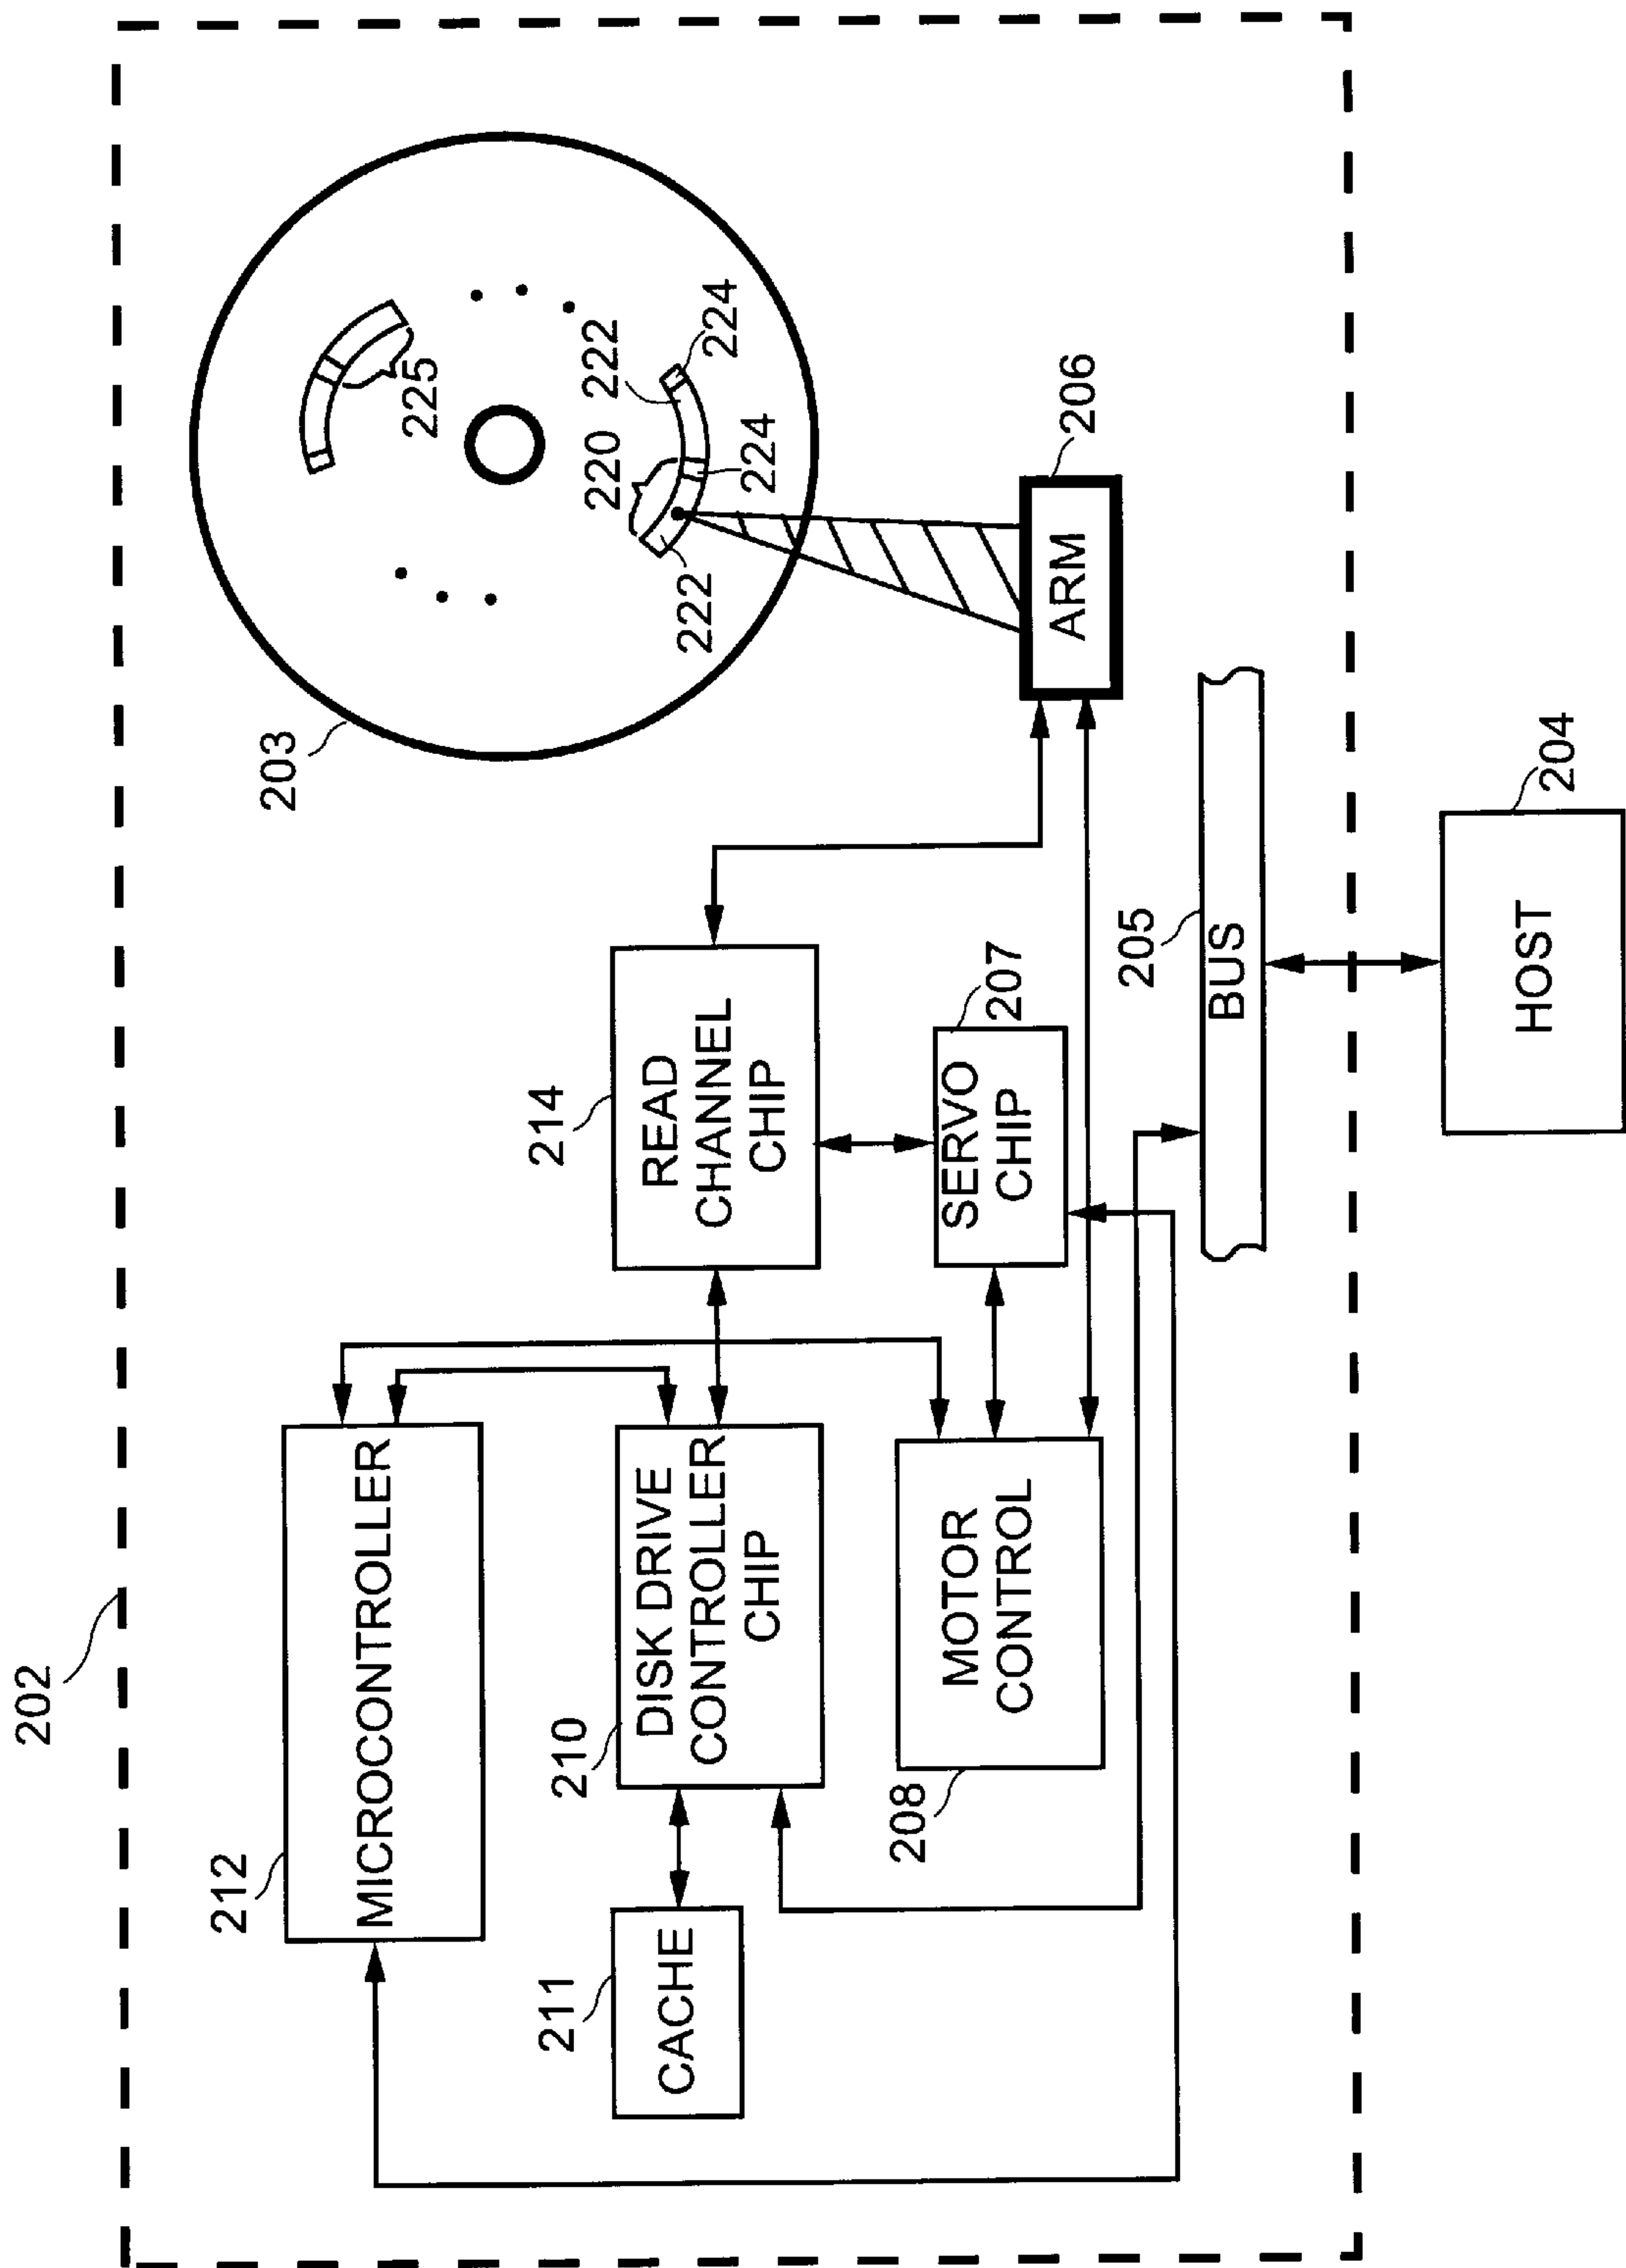 202
212
MICROCONTROLLER
203
225
220
222
222
224
224
211
CACHE
210
DISK DRIVE
CONTROLLER
CHIP
214
READ
CHANNEL
CHIP
208
MOTOR
CONTROL
207
SERVO
CHIP
206
ARM
205
BUS
204
HOST